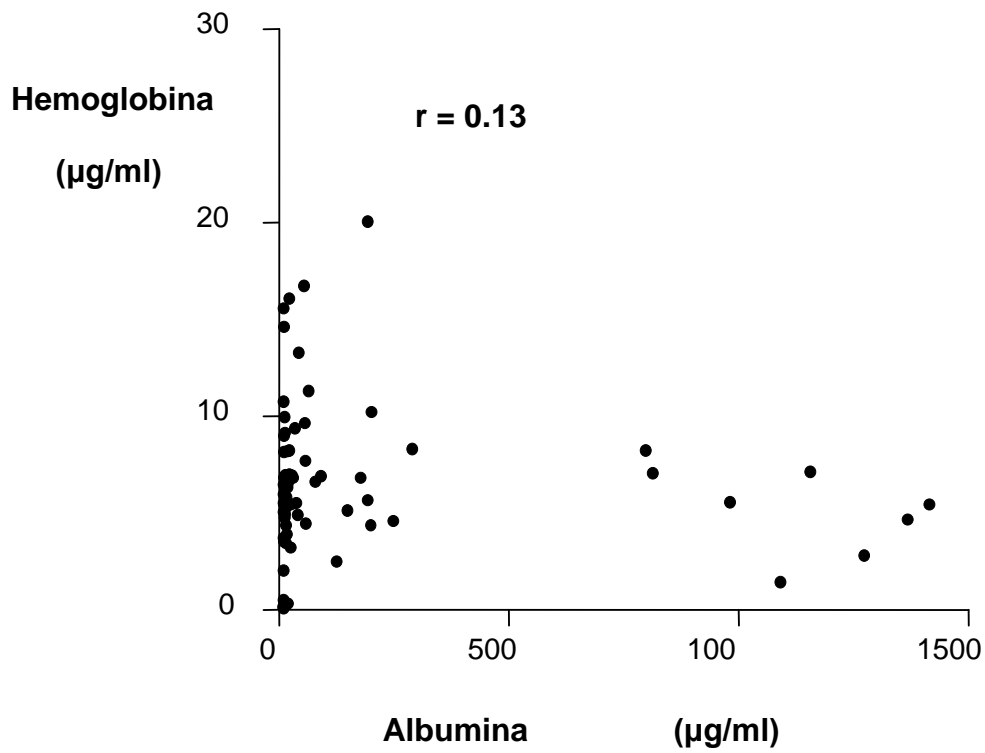 30
Hemoglobina
r = 0.13
(µg/ml)
20
10
0
0 500 100 1500
Albumina (µg/ml)